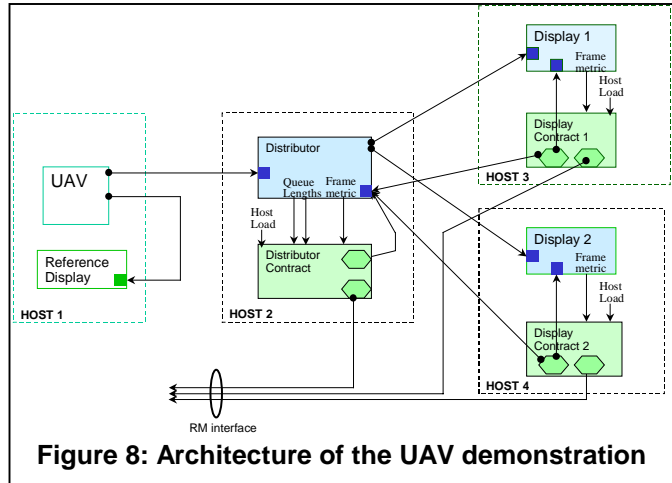 Display 1
Frame
metric
Host
Load
Display
Contract 1
HOST 3
UAV
Reference
Display
HOST 1
Distributor
Queue
Lengths
Frame
metric
Host
Load
Distributor
Contract
HOST 2
Display 2
Frame
metric
Host
Load
Display
Contract 2
HOST 4
RM interface
Figure 8: Architecture of the UAV demonstration